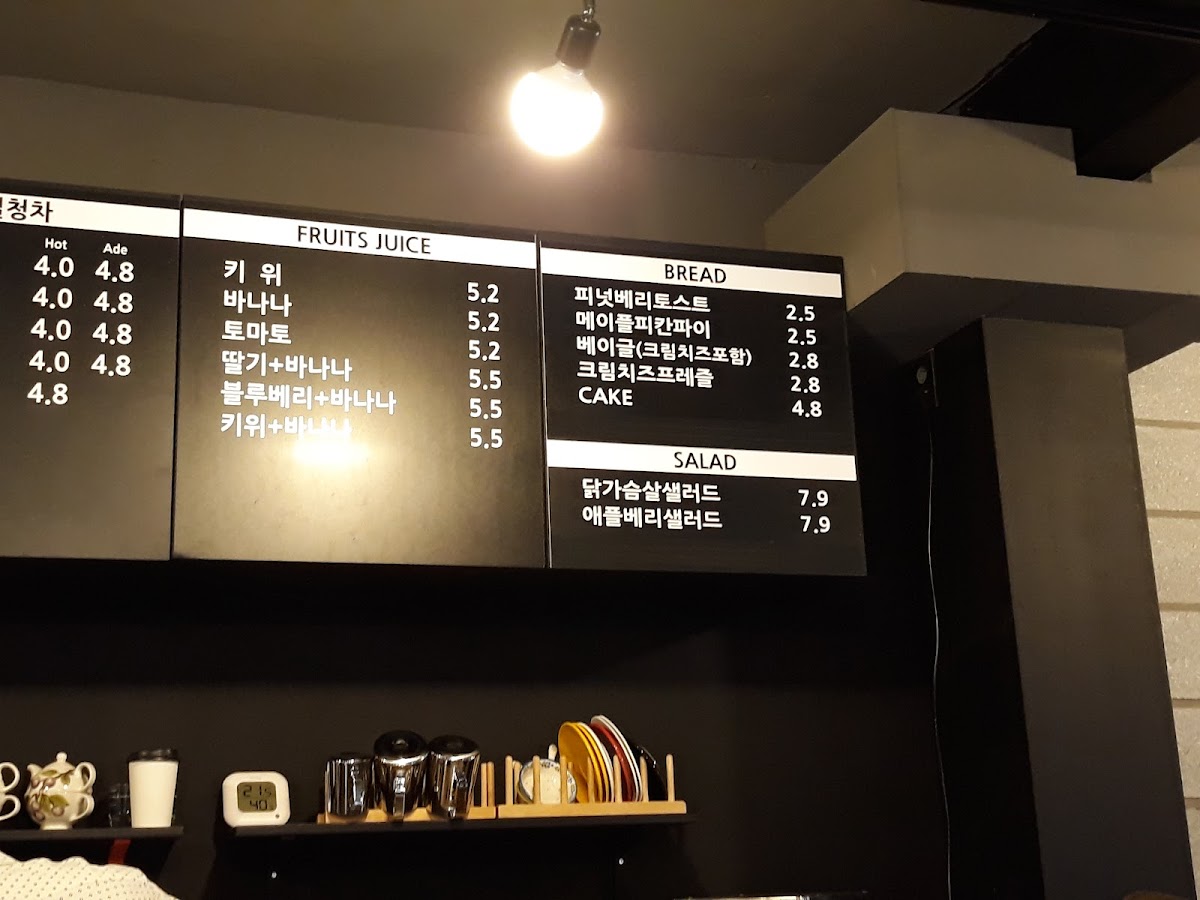 청차
Hot Ade
4.0 4.8
4.0 4.8
4.0 4.8
4.0 4.8
4.8
FRUITS JUICE
키 위 5.2
바나나 5.2
토마토 5.2
딸기+바나나 5.5
블루베리+바나나 5.5
키위+바나나 5.5
BREAD
피넛베리토스트 2.5
메이플피칸파이 2.5
베이글(크림치즈포함) 2.8
크림치즈프레즐 2.8
CAKE 4.8
SALAD
닭가슴살샐러드 7.9
애플베리샐러드 7.9
21.5
40